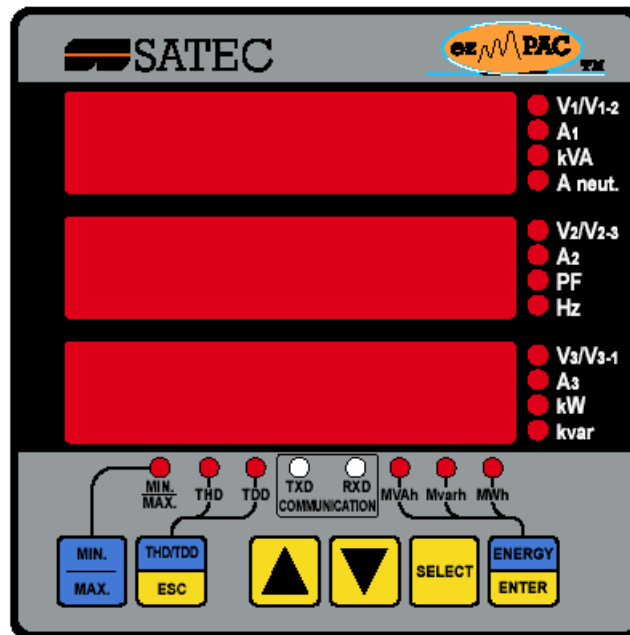 SATEC
ez PAC
TM
V1/V1-2
A1
kVA
A neut.
V2/V2-3
A2
PF
Hz
V3/V3-1
A3
kW
kvar
MIN.
MAX.
THD
TDD
TXD
RXD
COMMUNICATION
MVAh
Mvarh
MWh
MIN.
MAX.
THD/TDD
ESC
SELECT
ENERGY
ENTER